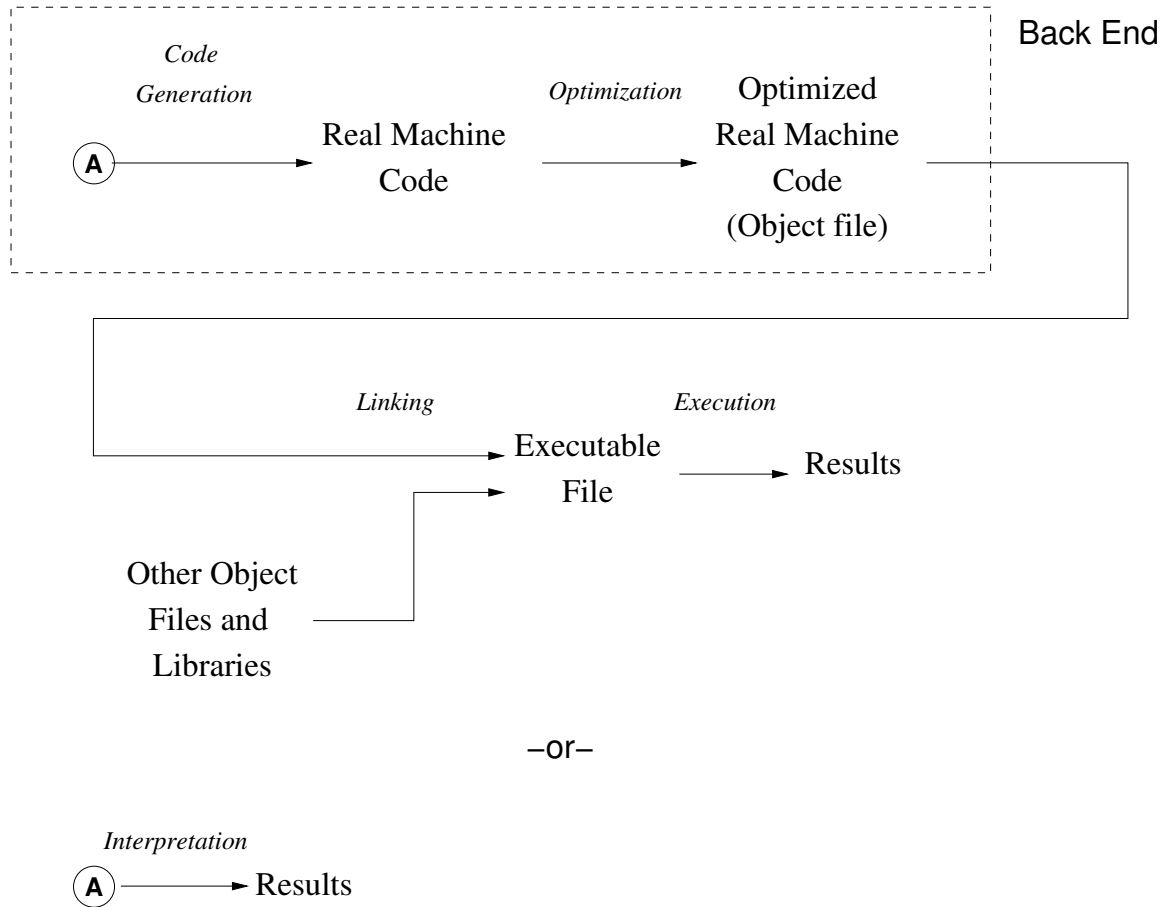 Back End
Code
Generation
Optimization
Optimized
Real Machine
Code
(Object file)
A
Real Machine
Code
Linking
Execution
Executable
File
Results
Other Object
Files and
Libraries
–or–
Interpretation
A
Results